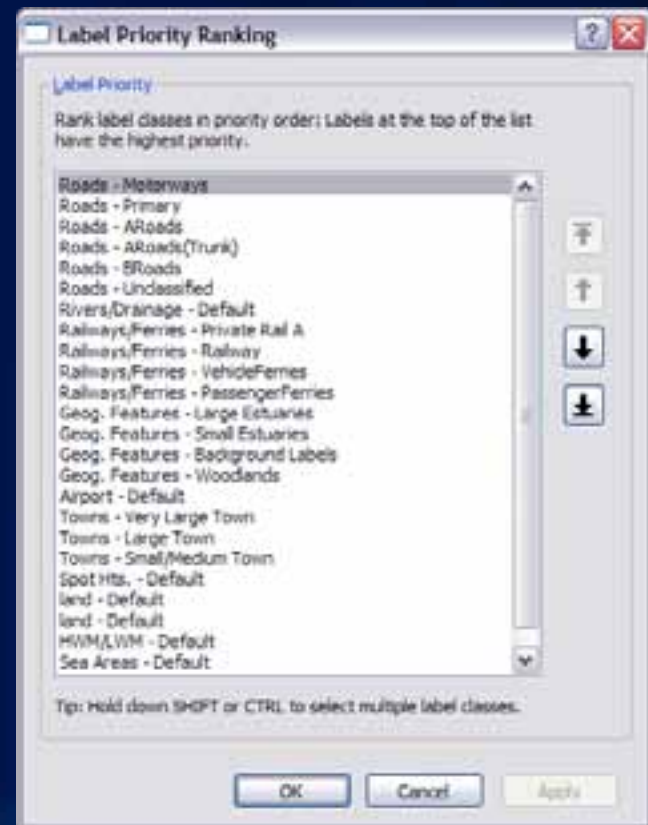 Label Priority Ranking
Label Priority
Rank label classes in priority order: Labels at the top of the list
have the highest priority.
Roads - Motorways
Roads - Primary
Roads - ARoads
Roads - ARoads(Trunk)
Roads - BRoads
Roads - Unclassified
Rivers/Drainage - Default
Railways/Ferries - Private Rail A
Railways/Ferries - Railway
Railways/Ferries - VehicleFerries
Railways/Ferries - PassengerFerries
Geog. Features - Large Estuaries
Geog. Features - Small Estuaries
Geog. Features - Background Labels
Geog. Features - Woodlands
Airport - Default
Towns - Very Large Town
Towns - Large Town
Towns - Small/Medium Town
Spot Hts. - Default
land - Default
land - Default
HWM/LWM - Default
Sea Areas - Default
Tip: Hold down SHIFT or CTRL to select multiple label classes.
OK Cancel Apply